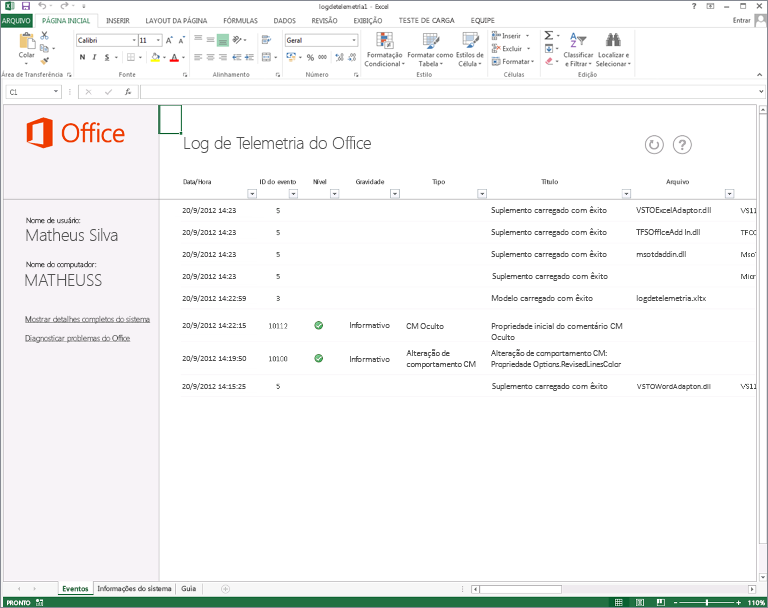 logdetelemetria1 - Excel
ARQUIVO PÁGINA INICIAL INSERIR LAYOUT DA PÁGINA FÓRMULAS DADOS REVISÃO EXIBIÇÃO TESTE DE CARGA EQUIPE Entrar
Colar
Calibri 11
N I S
Geral
Formatação Condicional
Formatar como Tabela
Estilos de Célula
Inserir
Excluir
Formatar
Classificar e Filtrar
Localizar e Selecionar
Área de Transferência Fonte Alinhamento Número Estilo Células Edição
C1 fx
Office
Log de Telemetria do Office
Data/Hora ID do evento Nível Gravidade Tipo Título Arquivo
Nome de usuário:
Matheus Silva
Nome do computador:
MATHEUSS
Mostrar detalhes completos do sistema
Diagnosticar problemas do Office
20/9/2012 14:23 5 Suplemento carregado com êxito VSTOExcelAdaptor.dll VS11
20/9/2012 14:23 5 Suplemento carregado com êxito TFSOfficeAdd In.dll TFCO
20/9/2012 14:23 5 Suplemento carregado com êxito msotdaddin.dll MsoT
20/9/2012 14:23 5 Suplemento carregado com êxito Micr
20/9/2012 14:22:59 3 Modelo carregado com êxito logdetelemetria.xltx
20/9/2012 14:22:15 10112 Informativo CM Oculto Propriedade inicial do comentário CM
Oculto
20/9/2012 14:19:50 10100 Informativo Alteração de Alteração de comportamento CM:
comportamento CM Propriedade Options.RevisedLinesColor
20/9/2012 14:15:25 5 Suplemento carregado com êxito VSTOWordAdapton.dll VS11
Eventos Informações do sistema Guia
PRONTO 110%